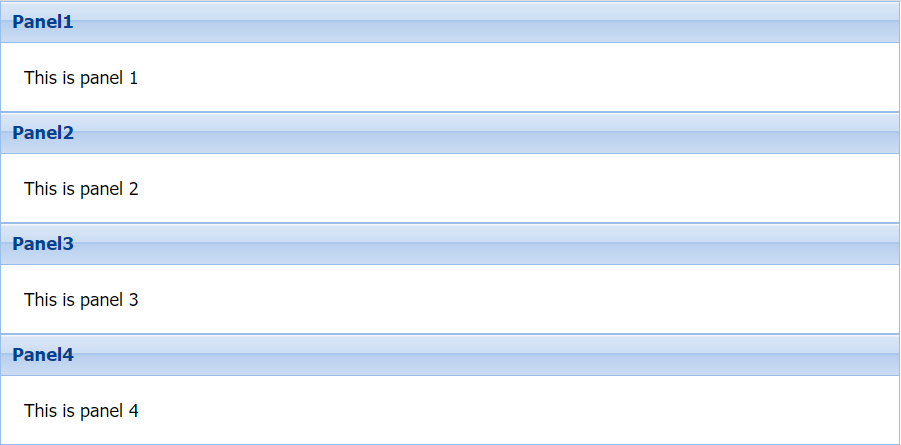 Panel1
This is panel 1
Panel2
This is panel 2
Panel3
This is panel 3
Panel4
This is panel 4